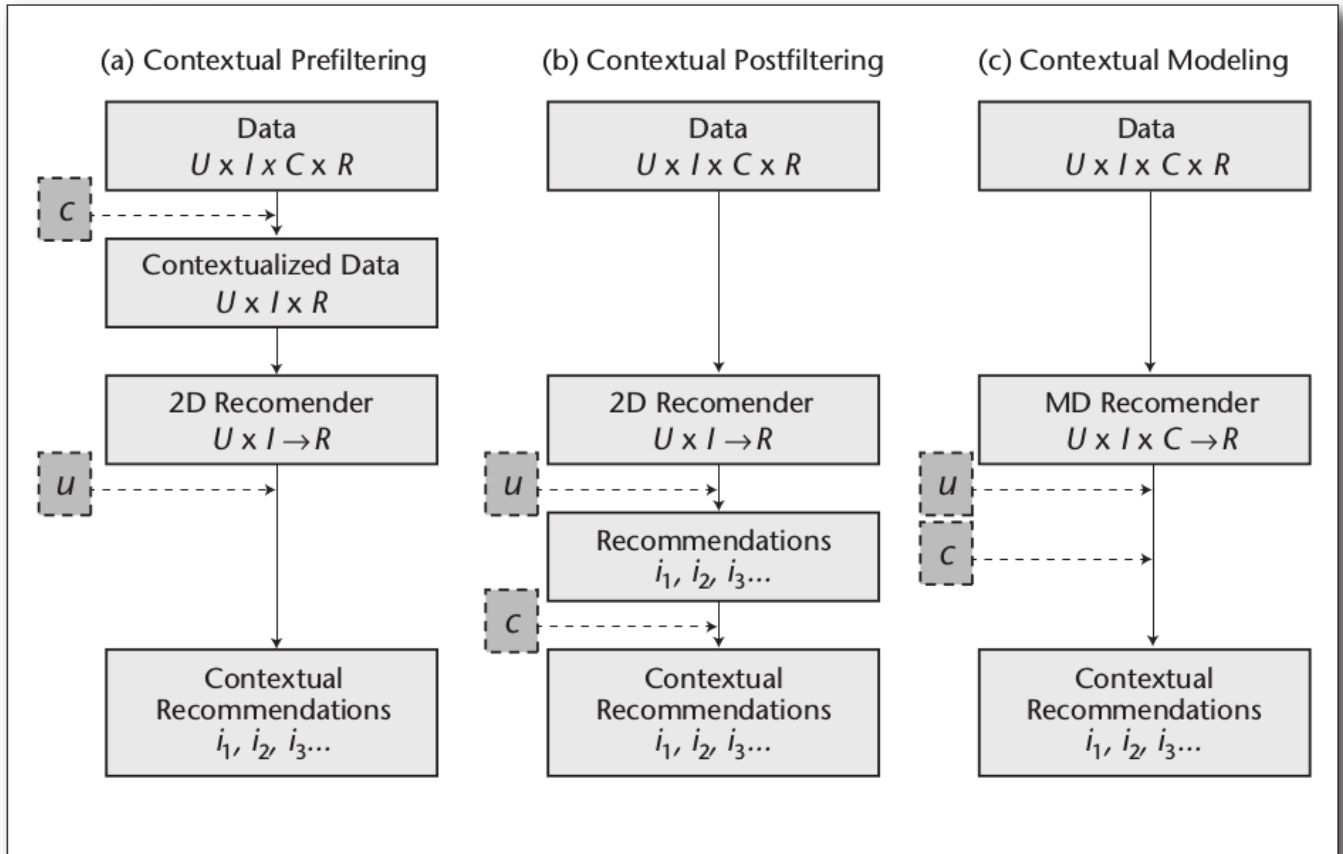 (a) Contextual Prefiltering
Data
U x I x C x R
c
Contextualized Data
U x I x R
2D Recomender
U x I → R
u
Contextual
Recommendations
i1, i2, i3...
(b) Contextual Postfiltering
Data
U x I x C x R
2D Recomender
U x I → R
u
Recommendations
i1, i2, i3...
c
Contextual
Recommendations
i1, i2, i3...
(c) Contextual Modeling
Data
U x I x C x R
MD Recomender
U x I x C → R
u
c
Contextual
Recommendations
i1, i2, i3...